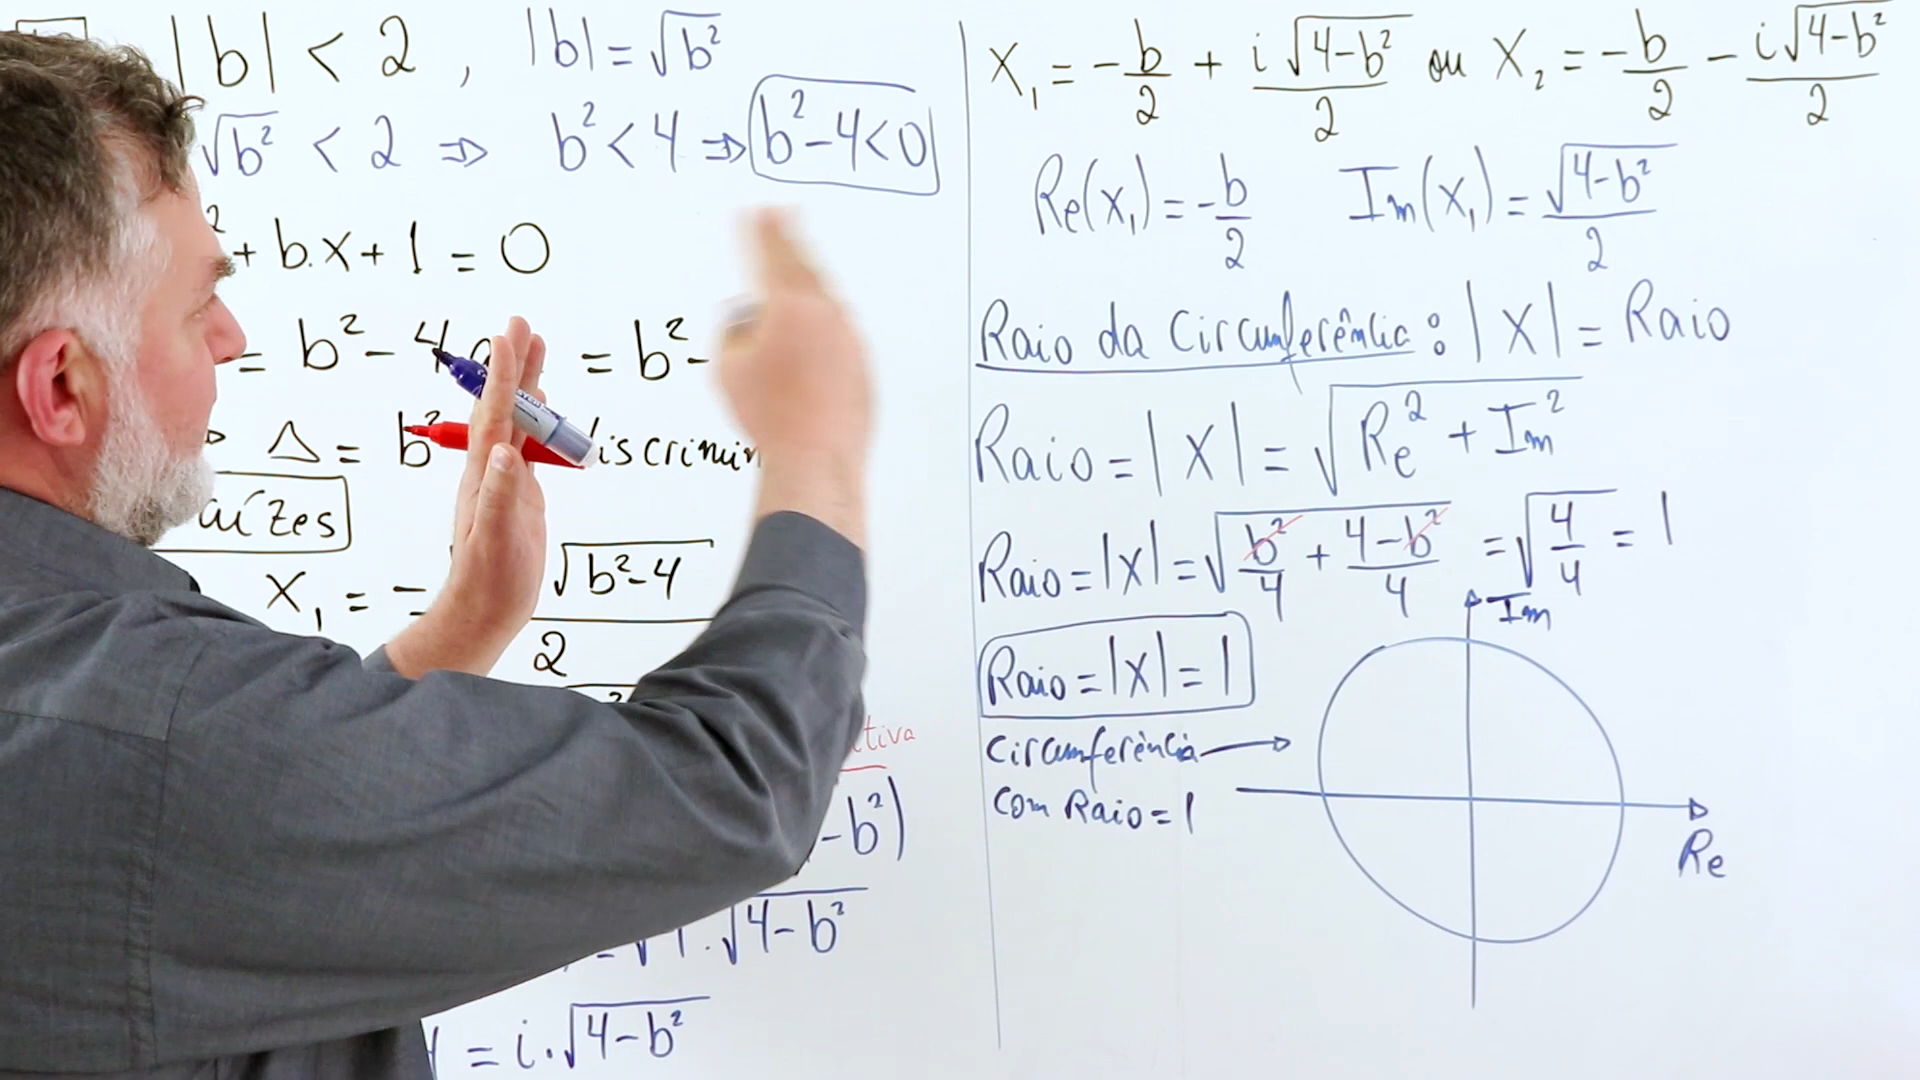 |b| < 2 , |b| = √b²
√b² < 2 ⇒ b² < 4 ⇒ b² - 4 < 0
² + b.x + 1 = 0
= b² - 4 = b² -
Δ = b²
aízes
X₁ = - √b²-4
2
tiva
- b²)
. √4-b²
= i.√4-b²
X₁ = -b/2 + i√4-b²/2 ou X₂ = -b/2 - i√4-b²/2
Re(X₁) = -b/2 Im(X₁) = √4-b²/2
Raio da Circunferência: |X| = Raio
Raio = |X| = √Re² + Im²
Raio = |X| = √b²/4 + 4-b²/4 = √4/4 = 1
Raio = |X| = 1
Circunferência →
com Raio = 1
Im
Re